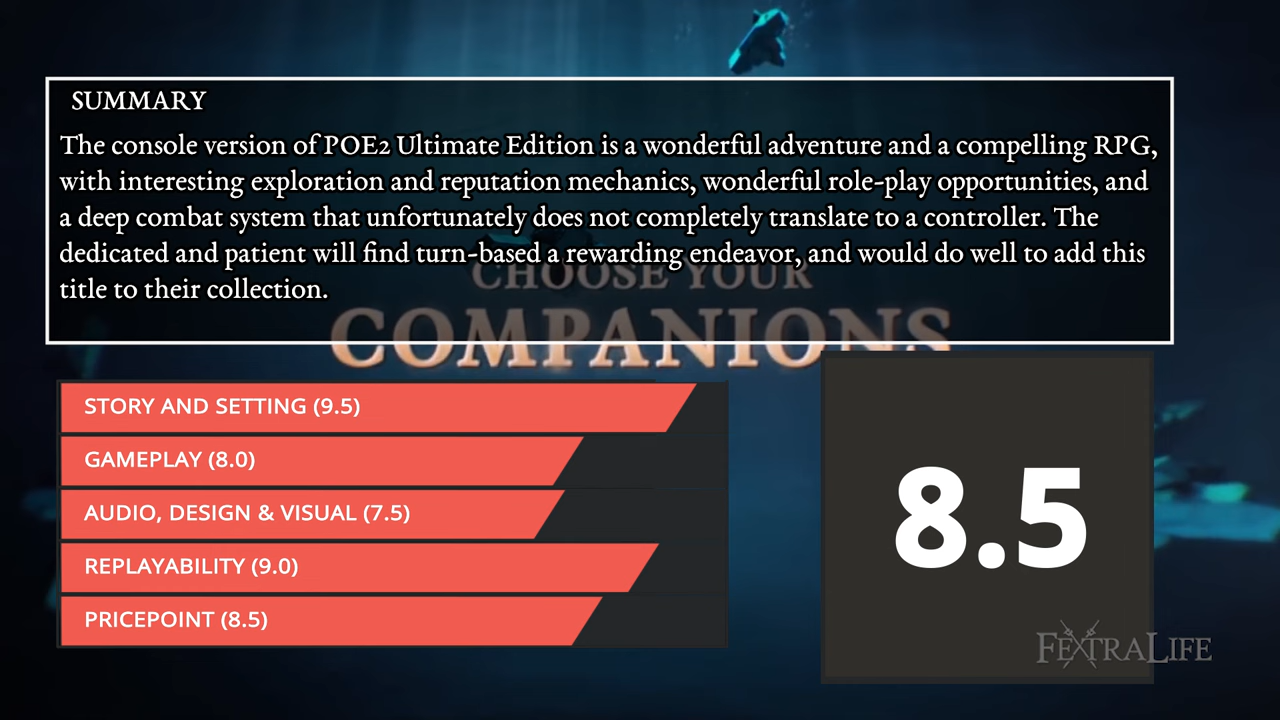 SUMMARY
The console version of POE2 Ultimate Edition is a wonderful adventure and a compelling RPG,
with interesting exploration and reputation mechanics, wonderful role-play opportunities, and
a deep combat system that unfortunately does not completely translate to a controller. The
dedicated and patient will find turn-based a rewarding endeavor, and would do well to add this
title to their collection.
CHOOSE YOUR
COMPANIONS
STORY AND SETTING (9.5)
GAMEPLAY (8.0)
AUDIO, DESIGN & VISUAL (7.5)
REPLAYABILITY (9.0)
PRICEPOINT (8.5)
8.5
FEXTRALIFE